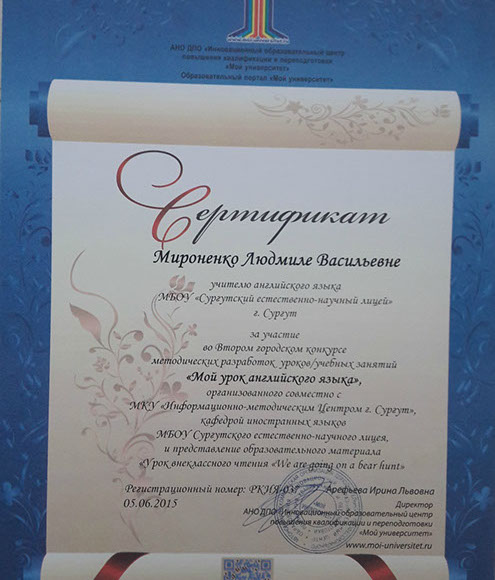 АНО ДПО «Инновационный образовательный центр
повышения квалификации и переподготовки
«Мой университет»
Образовательный портал «Мой университет»
Сертификат
Мироненко Людмиле Васильевне
учителю английского языка
МБОУ «Сургутский естественно-научный лицей»
г. Сургут
за участие
во Втором городском конкурсе
методических разработок уроков/учебных занятий
«Мой урок английского языка»,
организованного совместно с
МКУ «Информационно-методическим Центром г. Сургут»,
кафедрой иностранных языков
МБОУ Сургутского естественно-научного лицея,
и представление образовательного материала
«Урок внеклассного чтения «We are going on a bear hunt»
Регистрационный номер: РКИЯ-037 Арефьева Ирина Львовна
05.06.2015
Директор
АНО ДПО «Инновационный образовательный центр
повышения квалификации и переподготовки
«Мой университет»
www.moi-universitet.ru